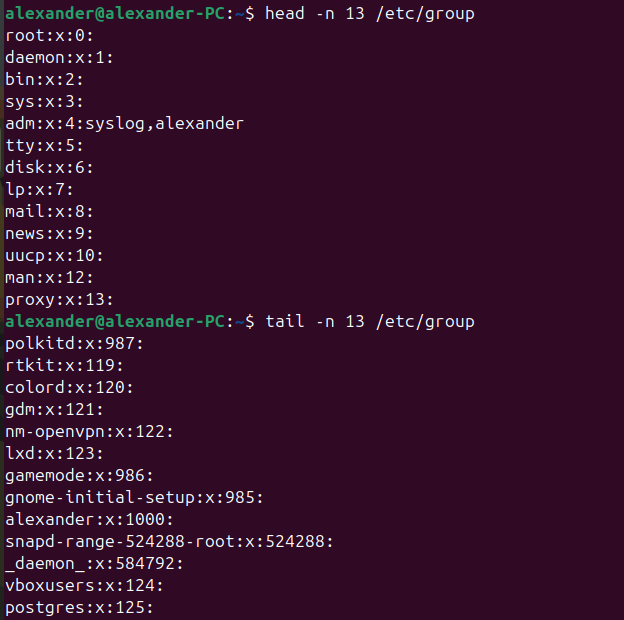 alexander@alexander-PC:~$ head -n 13 /etc/group
root:x:0:
daemon:x:1:
bin:x:2:
sys:x:3:
adm:x:4:syslog,alexander
tty:x:5:
disk:x:6:
lp:x:7:
mail:x:8:
news:x:9:
uucp:x:10:
man:x:12:
proxy:x:13:
alexander@alexander-PC:~$ tail -n 13 /etc/group
polkitd:x:987:
rtkit:x:119:
colord:x:120:
gdm:x:121:
nm-openvpn:x:122:
lxd:x:123:
gamemode:x:986:
gnome-initial-setup:x:985:
alexander:x:1000:
snapd-range-524288-root:x:524288:
_daemon_:x:584792:
vboxusers:x:124:
postgres:x:125: